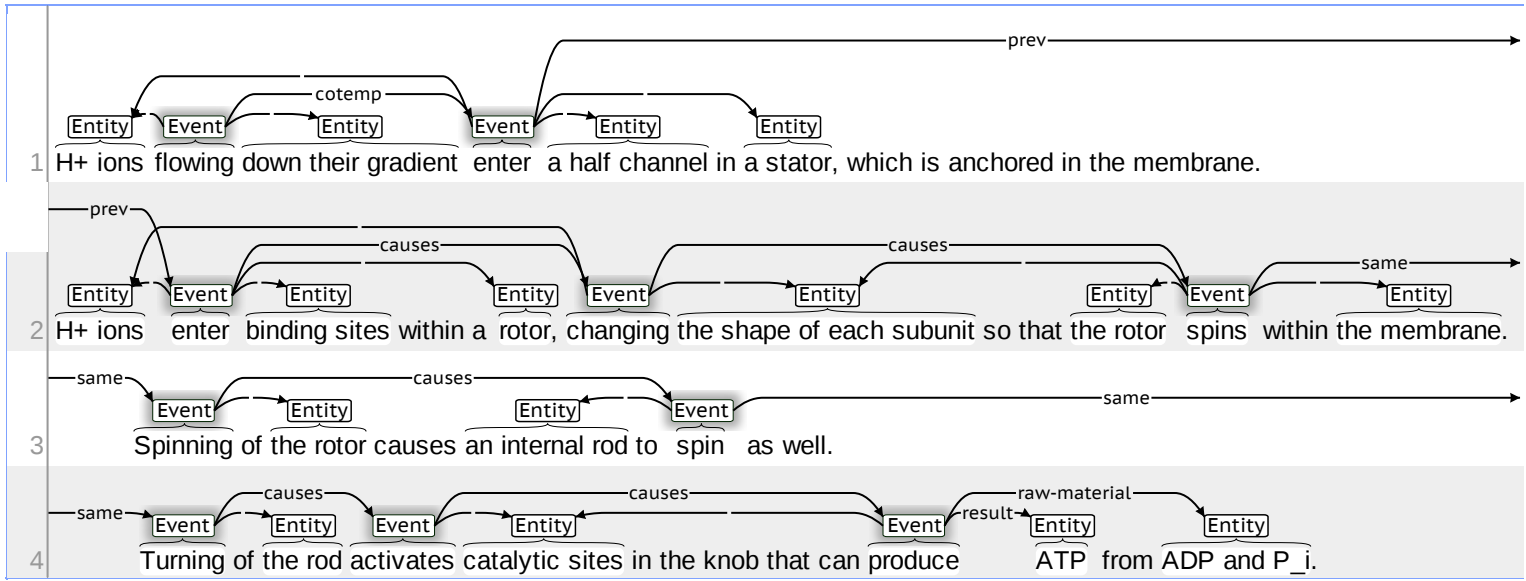 prev
cotemp
Entity Event Entity Event Entity Entity
1 H+ ions flowing down their gradient enter a half channel in a stator, which is anchored in the membrane.
prev
causes causes
same
Entity Event Entity Entity Event Entity Entity Event Entity
2 H+ ions enter binding sites within a rotor, changing the shape of each subunit so that the rotor spins within the membrane.
same causes
same
Event Entity Entity Event
3 Spinning of the rotor causes an internal rod to spin as well.
causes causes raw-material
same result
Event Entity Event Entity Event Entity Entity
4 Turning of the rod activates catalytic sites in the knob that can produce ATP from ADP and P_i.